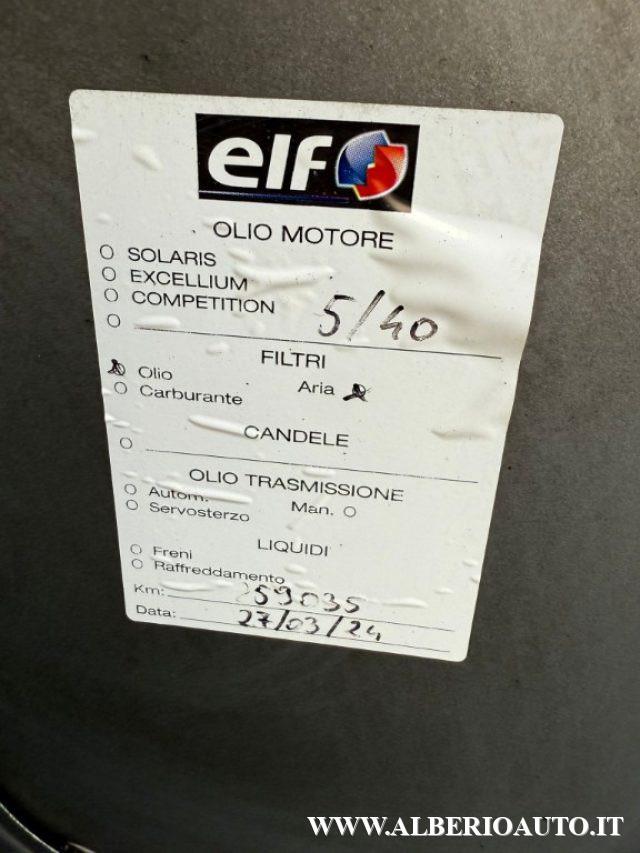 elf
OLIO MOTORE
SOLARIS
EXCELLIUM
COMPETITION
5/40
FILTRI
Olio Aria
Carburante
CANDELE
OLIO TRASMISSIONE
Autom. Man.
Servosterzo
LIQUIDI
Freni
Raffreddamento
Km: 259035
Data: 27/03/24
WWW.ALBERIOAUTO.IT